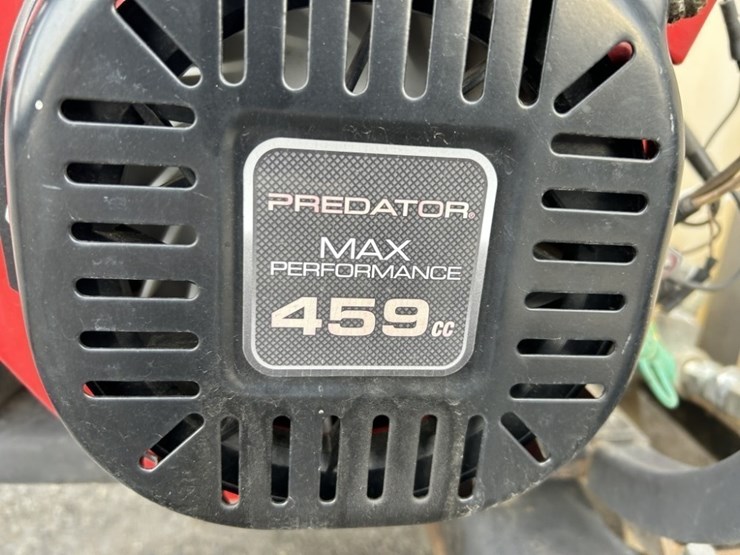 PREDATOR®
MAX
PERFORMANCE
459cc